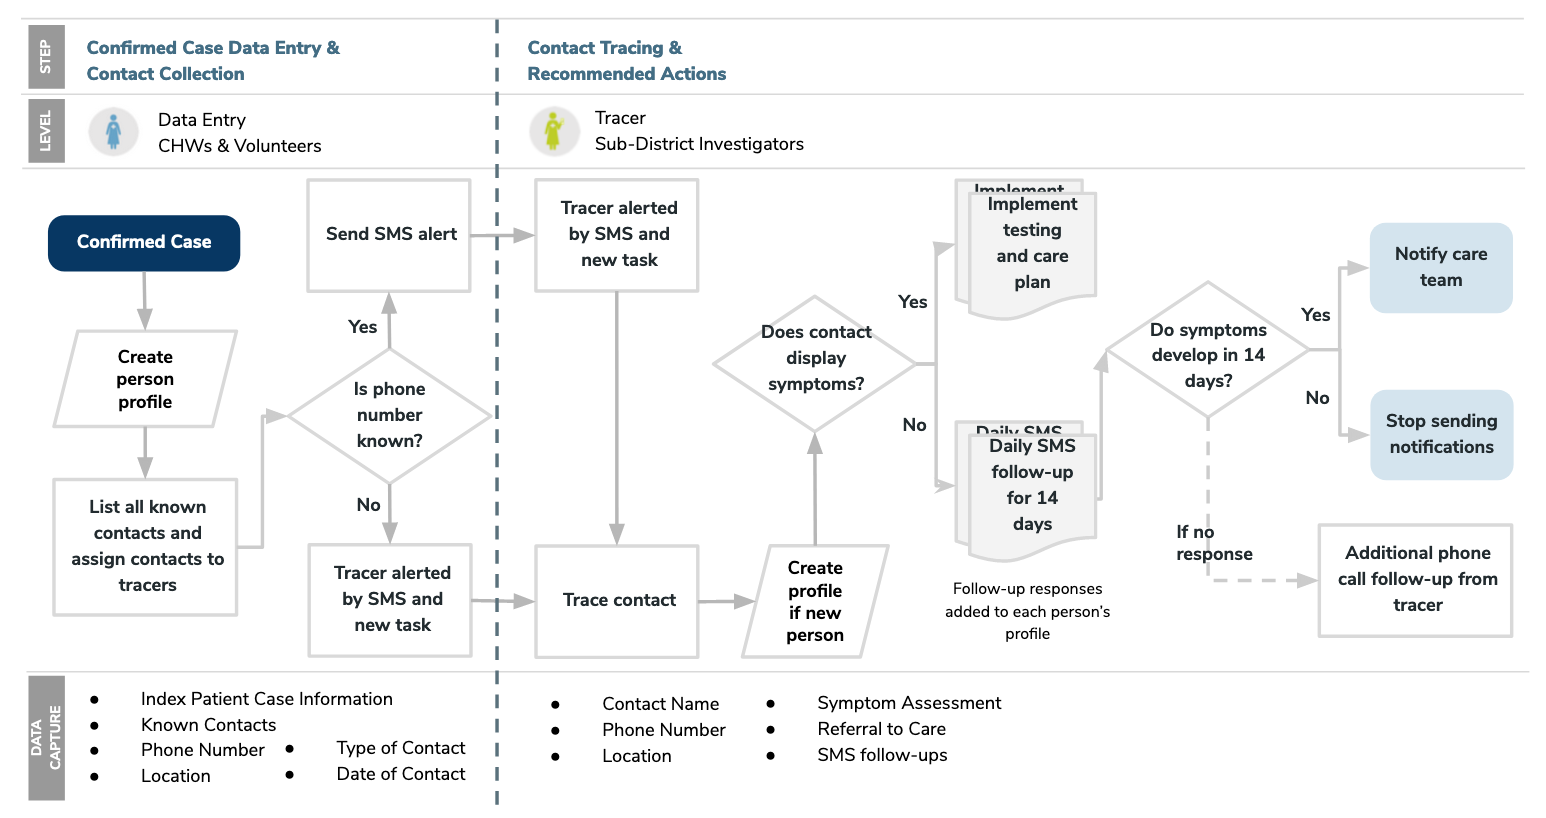 STEP
Confirmed Case Data Entry &
Contact Collection
Contact Tracing &
Recommended Actions
LEVEL
Data Entry
CHWs & Volunteers
Tracer
Sub-District Investigators
Confirmed Case
Create
person
profile
List all known
contacts and
assign contacts to
tracers
Send SMS alert
Yes
Is phone
number
known?
No
Tracer alerted
by SMS and
new task
Tracer alerted
by SMS and
new task
Trace contact
Create
profile
if new
person
Does contact
display
symptoms?
Yes
No
Implement
Implement
testing
and care
plan
Daily SMS
Daily SMS
follow-up
for 14
days
Follow-up responses
added to each person's
profile
Do symptoms
develop in 14
days?
Yes
No
Notify care
team
Stop sending
notifications
If no
response
Additional phone
call follow-up from
tracer
DATA
CAPTURE
● Index Patient Case Information
● Known Contacts
● Phone Number
● Location
● Type of Contact
● Date of Contact
● Contact Name
● Phone Number
● Location
● Symptom Assessment
● Referral to Care
● SMS follow-ups